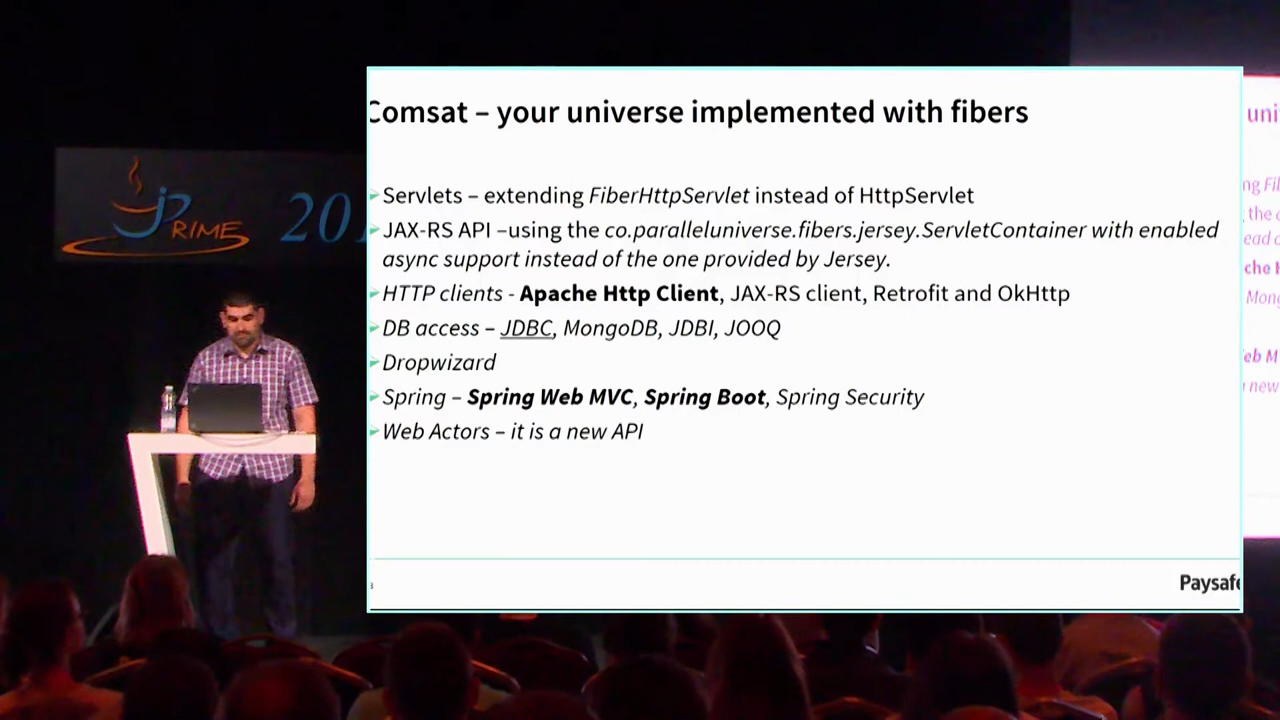 Comsat – your universe implemented with fibers
Servlets – extending FiberHttpServlet instead of HttpServlet
JAX-RS API –using the co.paralleluniverse.fibers.jersey.ServletContainer with enabled
async support instead of the one provided by Jersey.
HTTP clients - Apache Http Client, JAX-RS client, Retrofit and OkHttp
DB access – JDBC, MongoDB, JDBI, JOOQ
Dropwizard
Spring – Spring Web MVC, Spring Boot, Spring Security
Web Actors – it is a new API
Paysafe
JPRIME 201